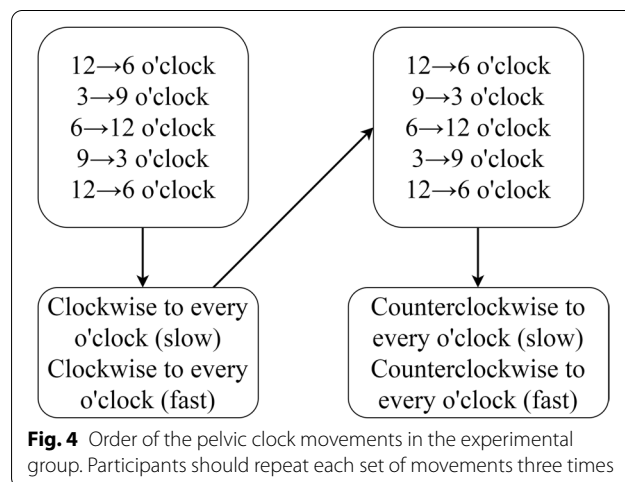 12→6 o'clock
3→9 o'clock
6→12 o'clock
9→3 o'clock
12→6 o'clock
Clockwise to every
o'clock (slow)
Clockwise to every
o'clock (fast)
12→6 o'clock
9→3 o'clock
6→12 o'clock
3→9 o'clock
12→6 o'clock
Counterclockwise to
every o'clock (slow)
Counterclockwise to
every o'clock (fast)
Fig. 4 Order of the pelvic clock movements in the experimental
group. Participants should repeat each set of movements three times